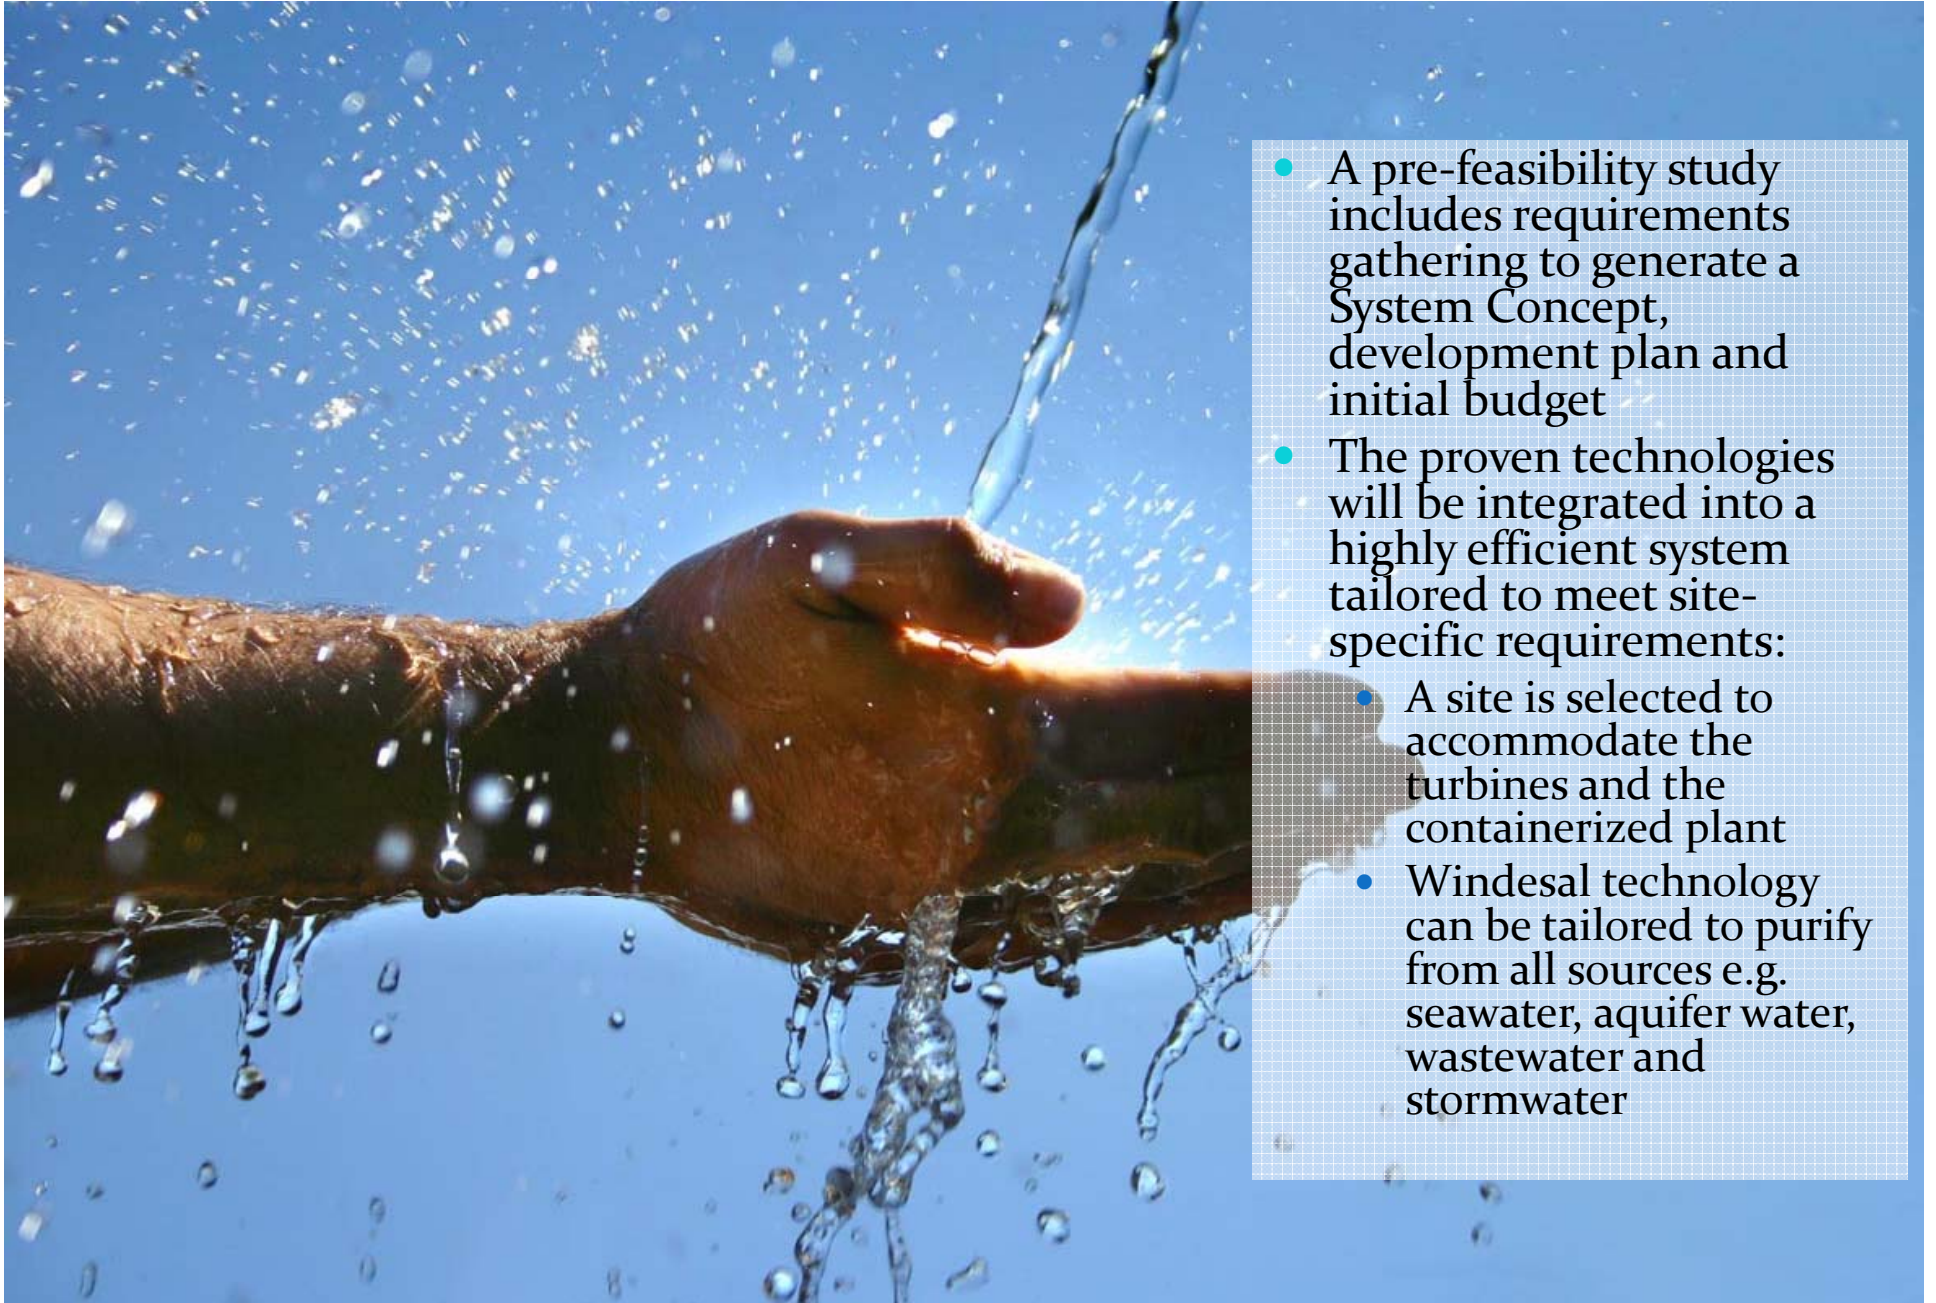 • A pre-feasibility study
includes requirements
gathering to generate a
System Concept,
development plan and
initial budget
• The proven technologies
will be integrated into a
highly efficient system
tailored to meet site-
specific requirements:
• A site is selected to
accommodate the
turbines and the
containerized plant
• Windesal technology
can be tailored to purify
from all sources e.g.
seawater, aquifer water,
wastewater and
stormwater